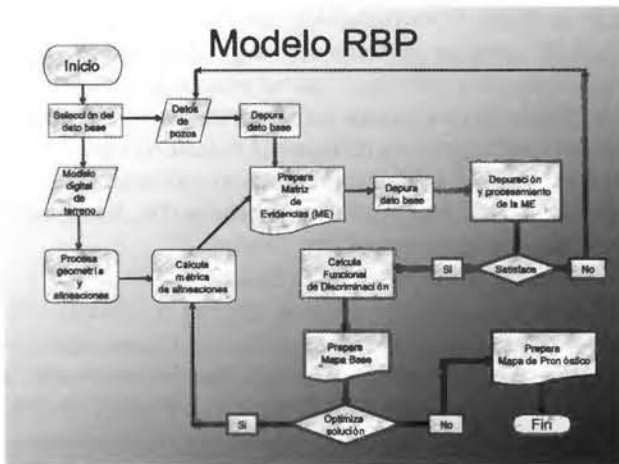 Modelo RBP
Inicio
Selección del
dato base
Datos
de
pozos
Depura
dato base
Modelo
digital
de
terreno
Prepara
Matriz
de
Evidencias (ME)
Depura
dato base
Depuración
y procesamiento
de la ME
Procesa
geometría
y
alineaciones
Calcula
métrica
de alineaciones
Calcula
Funcional
de Discriminación
Si
Satisface
No
Prepara
Mapa Base
Prepara
Mapa de Pronóstico
Si
Optimiza
solución
No
Fin